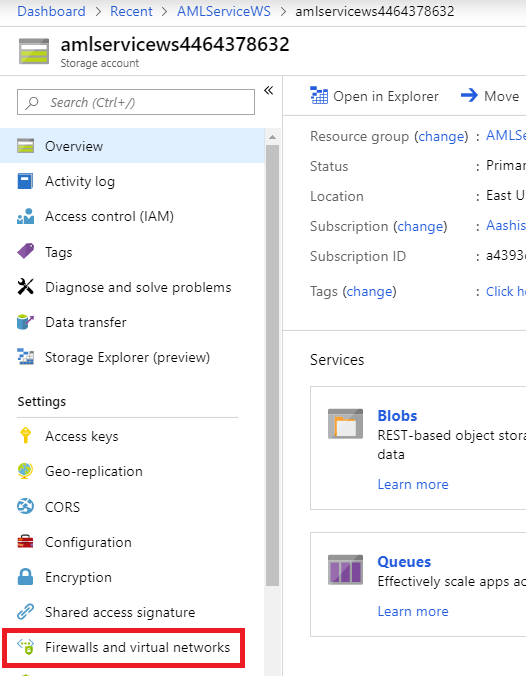 Dashboard > Recent > AMLServiceWS > amlservicews4464378632
amlservicews4464378632
Storage account
«
Search (Ctrl+/)
Overview
Activity log
Access control (IAM)
Tags
Diagnose and solve problems
Data transfer
Storage Explorer (preview)
Settings
Access keys
Geo-replication
CORS
Configuration
Encryption
Shared access signature
Firewalls and virtual networks
Open in Explorer Move
Resource group (change) : AMLSe
Status : Primar
Location : East U
Subscription (change) : Aashis
Subscription ID : a4393c
Tags (change) : Click he
Services
Blobs
REST-based object stora
data
Learn more
Queues
Effectively scale apps ac
Learn more